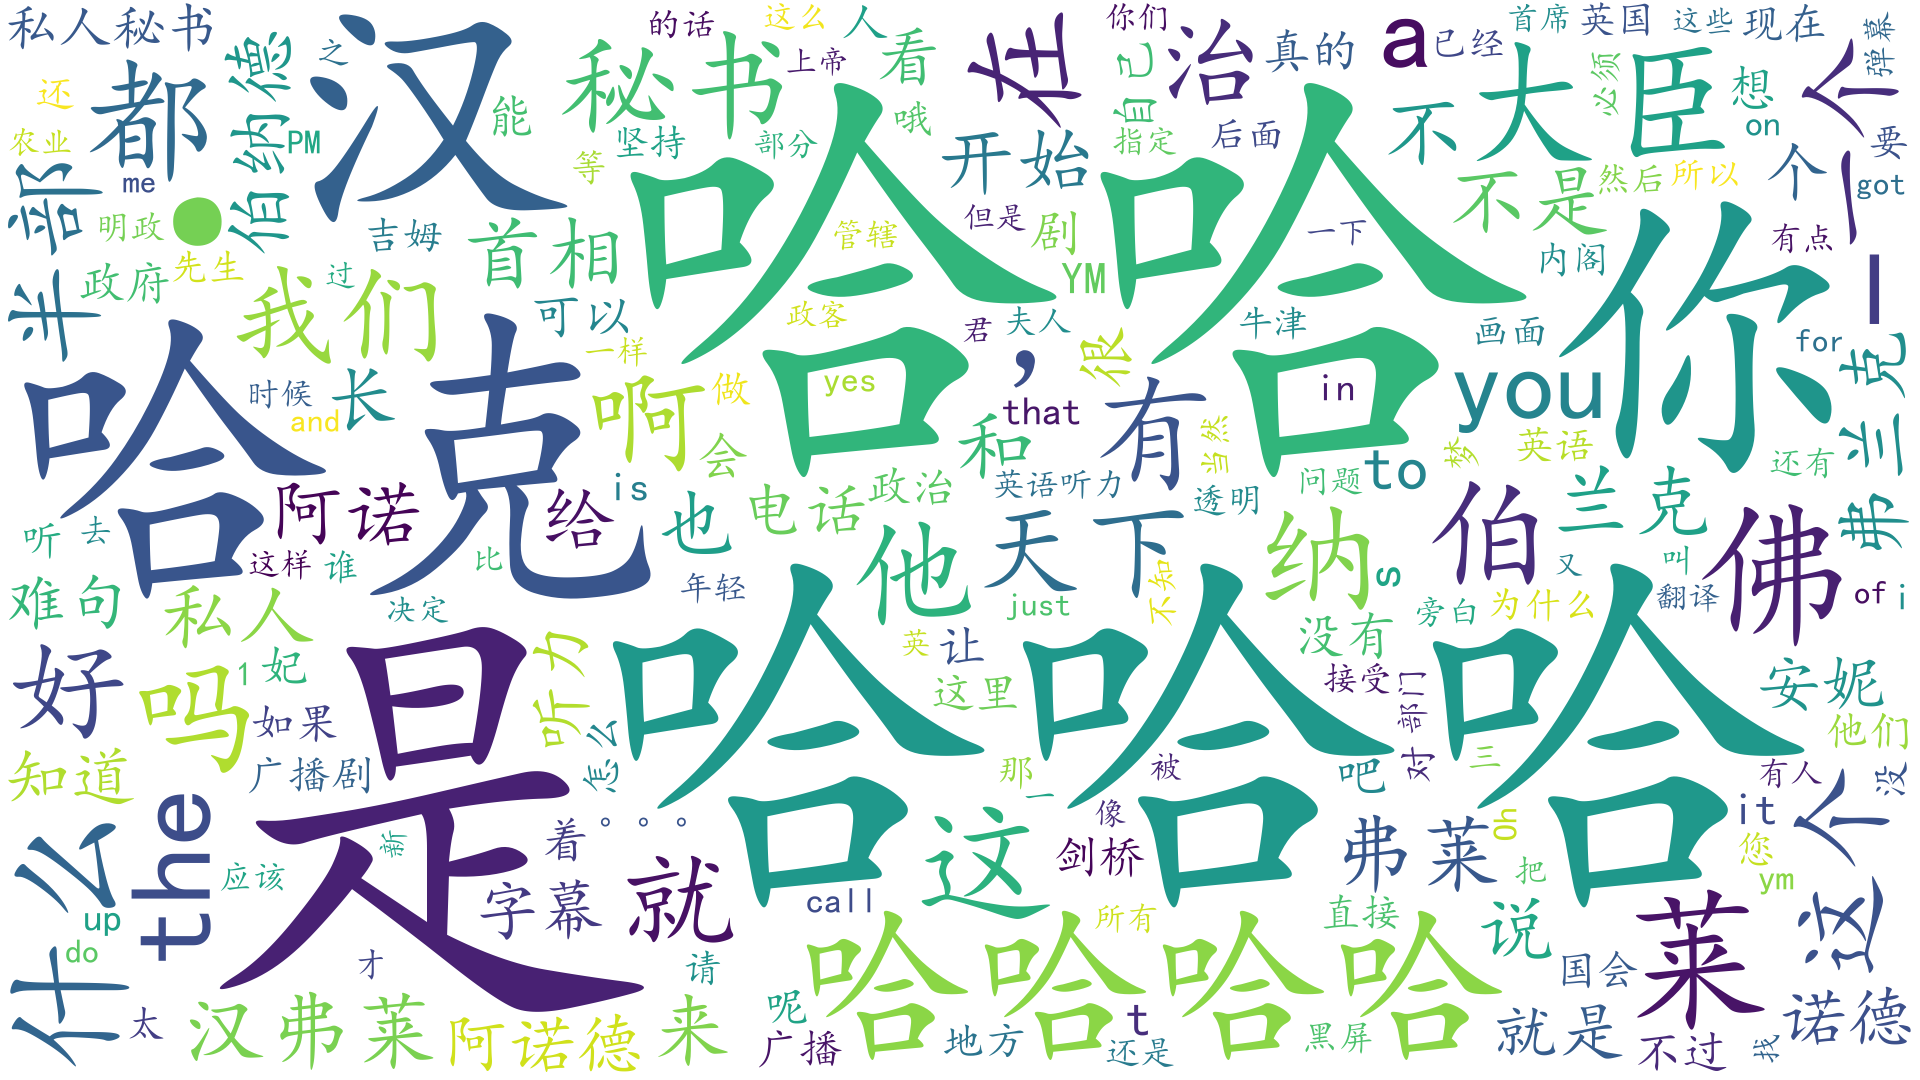 私人秘书
之
的话
这么
人
看
你们
治
真的
a
已经
首席
英国
这些
现在
弹幕
还
都
汉
能
秘书
上帝
哦
在
自己
不
大臣
必须
想
一个
农业
伯纳德
PM
坚持
部分
等
开始
指定
后面
on
要
me
半部
明政
●
吉姆
首相
哈哈
管辖
但是
剧
一下
不是
然后
所以
个
got
有点
政府
先生
过
我们
可以
YM
内阁
你
一
政客
君
夫人
牛津
画面
for
弗兰克
哈克
时候
长
一样
啊
做
yes
,
很
that
in
you
and
会
和
有
当然
梦
英语
还有
阿诺
给
is
也
电话
政治
英语听力
透明
问题
to
伯
兰克
佛
听
去
这样
谁
比
年轻
他
天下
不知
纳
s
又
叫
难句
私人
决定
just
旁白
为什么
翻译
of
i
好
吗
1
妃
是
听力
哈哈哈
英
让
没有
接受
部门
安妮
知道
如果
广播剧
怎么
这里
那
一
被
对
吧
三
他们
有人
没
什么
the
应该
新
着
。。。
像
这
剑桥
弗莱
Oh
it
您
这个
up
do
字幕
就
call
所有
直接
把
ym
说
太
才
请
哈哈哈哈
国会
莱
汉弗莱
阿诺德
来
呢
广播
地方
t
还是
黑屏
就是
不过
找
诺德